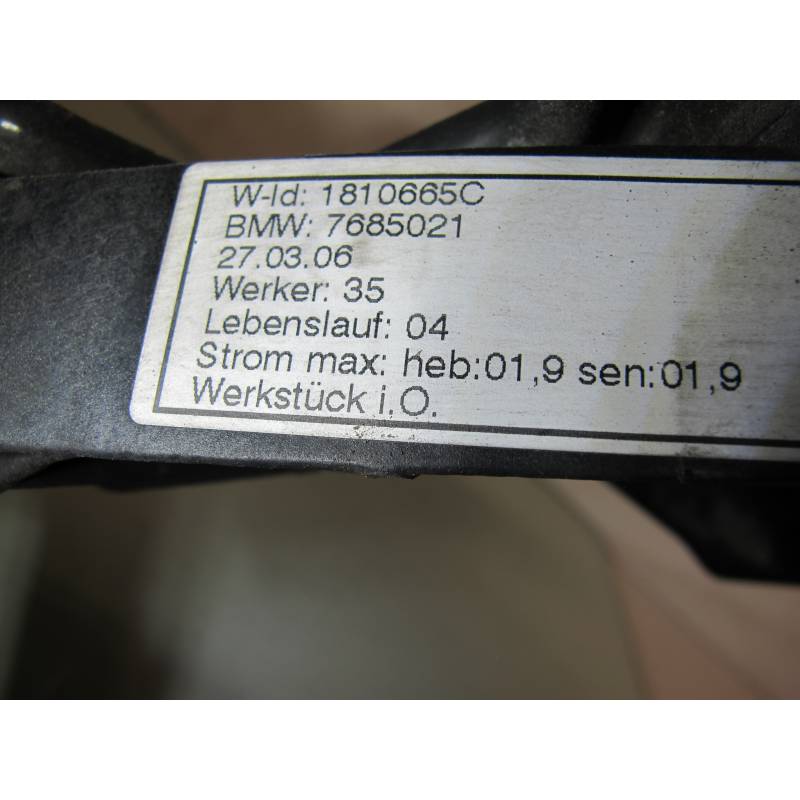 W-Id: 1810665C
BMW: 7685021
27.03.06
Werker: 35
Lebenslauf: 04
Strom max: heb:01,9 sen:01,9
Werkstück i.O.